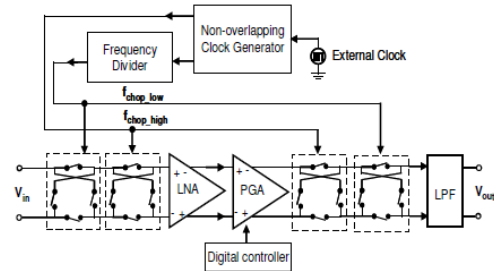 Non-overlapping
Clock Generator
Frequency
Divider
External Clock
fchop_low
fchop_high
+ -
LNA
- +
+ -
PGA
- +
Vin
LPF
Vout
Digital controller